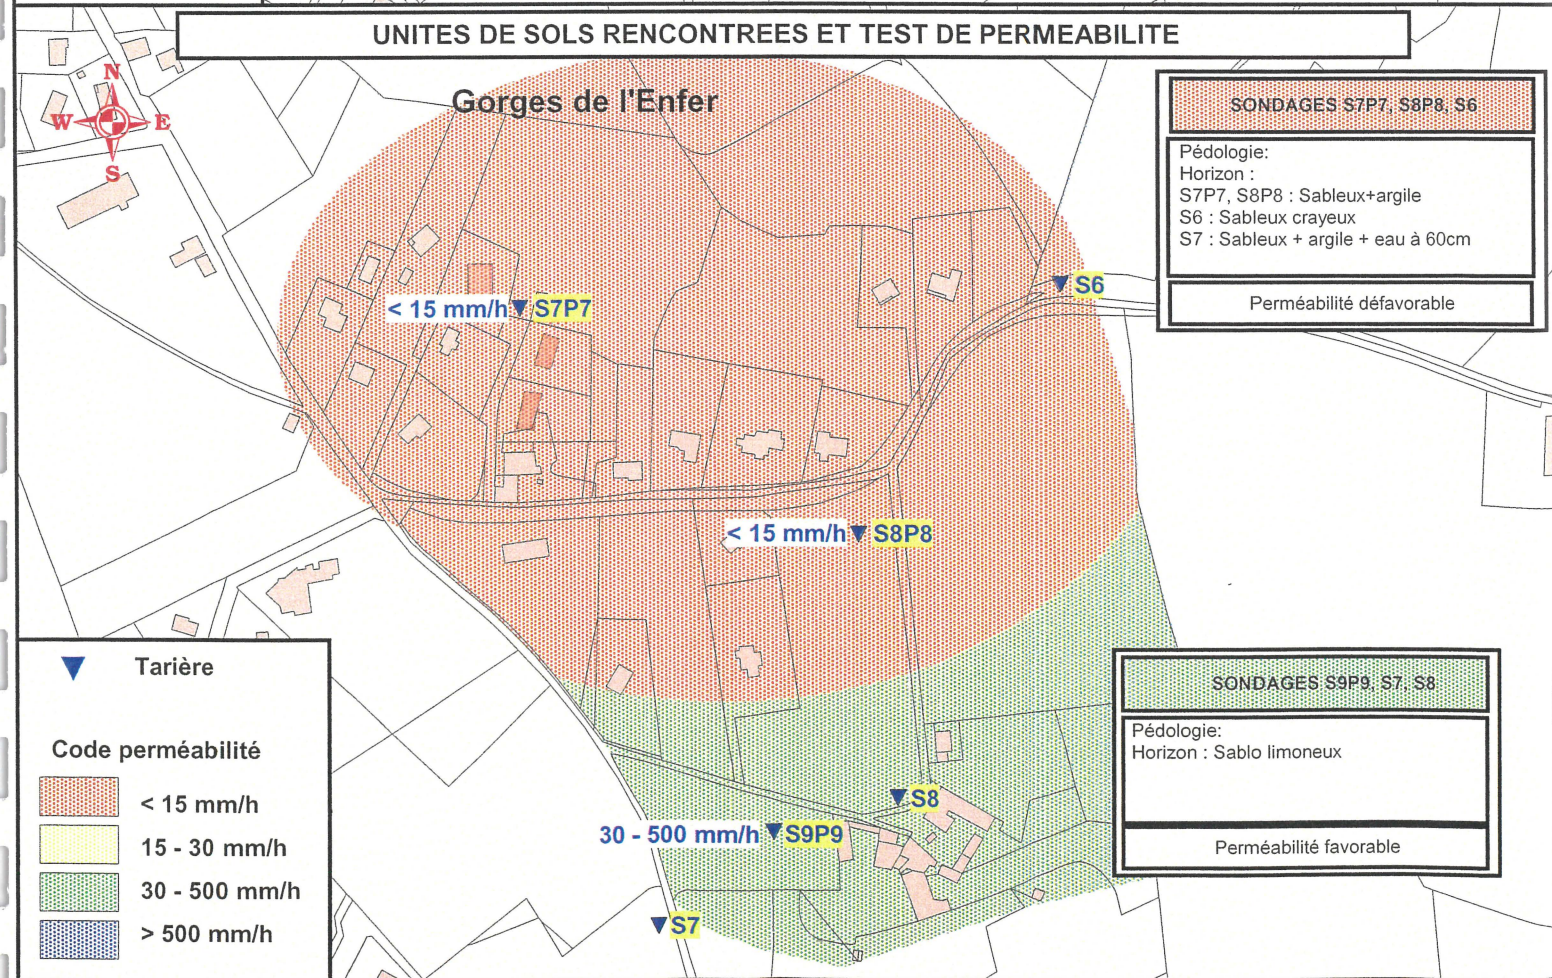 UNITES DE SOLS RENCONTREES ET TEST DE PERMEABILITE
Gorges de l'Enfer
N
W
E
S
SONDAGES S7P7, S8P8, S6
Pédologie:
Horizon :
S7P7, S8P8 : Sableux+argile
S6 : Sableux crayeux
S7 : Sableux + argile + eau à 60cm
Perméabilité défavorable
S6
< 15 mm/h S7P7
< 15 mm/h S8P8
SONDAGES S9P9, S7, S8
Pédologie:
Horizon : Sablo limoneux
Perméabilité favorable
S8
30 - 500 mm/h S9P9
S7
Tarière
Code perméabilité
< 15 mm/h
15 - 30 mm/h
30 - 500 mm/h
> 500 mm/h